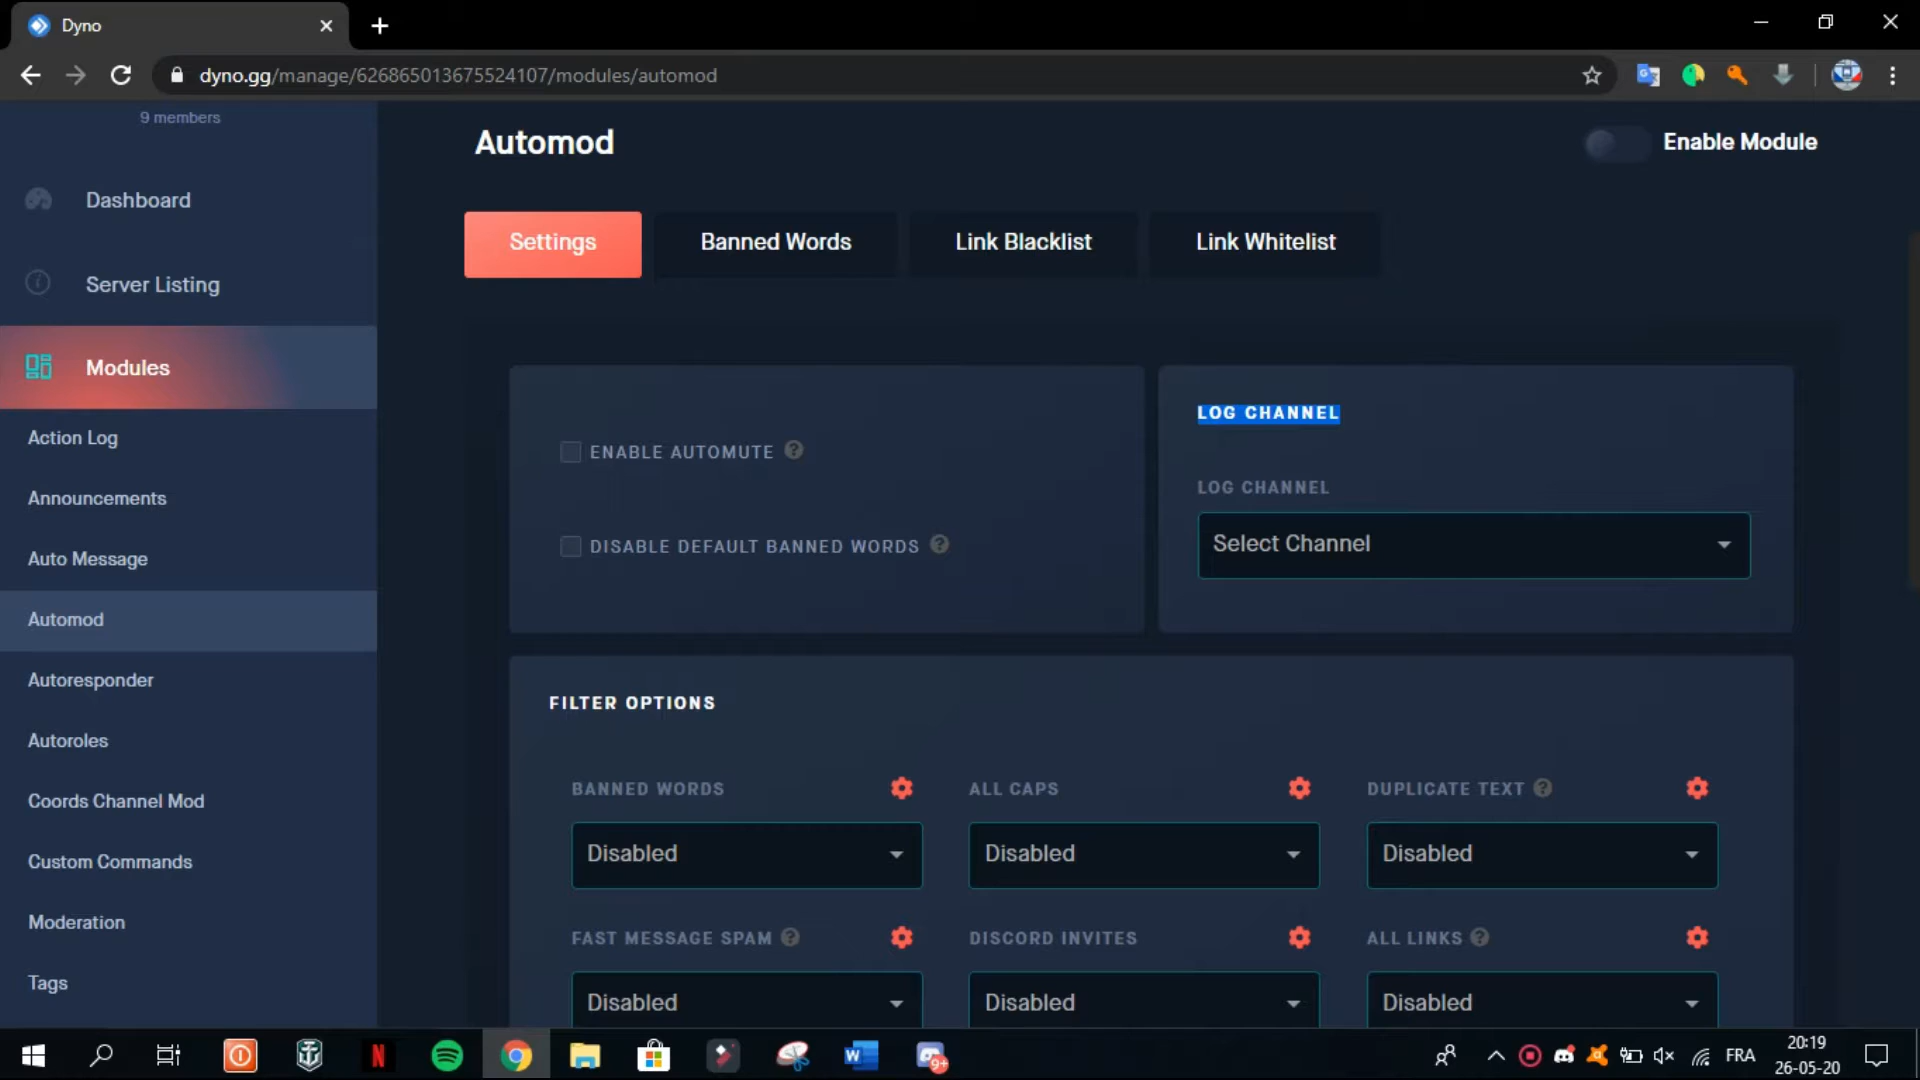 Dyno
dyno.gg/manage/626865013675524107/modules/automod
9 members
Dashboard
Server Listing
Modules
Action Log
Announcements
Auto Message
Automod
Autoresponder
Autoroles
Coords Channel Mod
Custom Commands
Moderation
Tags
Automod
Enable Module
Settings
Banned Words
Link Blacklist
Link Whitelist
ENABLE AUTOMUTE ?
DISABLE DEFAULT BANNED WORDS ?
LOG CHANNEL
LOG CHANNEL
Select Channel
FILTER OPTIONS
BANNED WORDS
ALL CAPS
DUPLICATE TEXT ?
Disabled
Disabled
Disabled
FAST MESSAGE SPAM ?
DISCORD INVITES
ALL LINKS ?
Disabled
Disabled
Disabled
N
W
9+
FRA
20:19
26-05-20